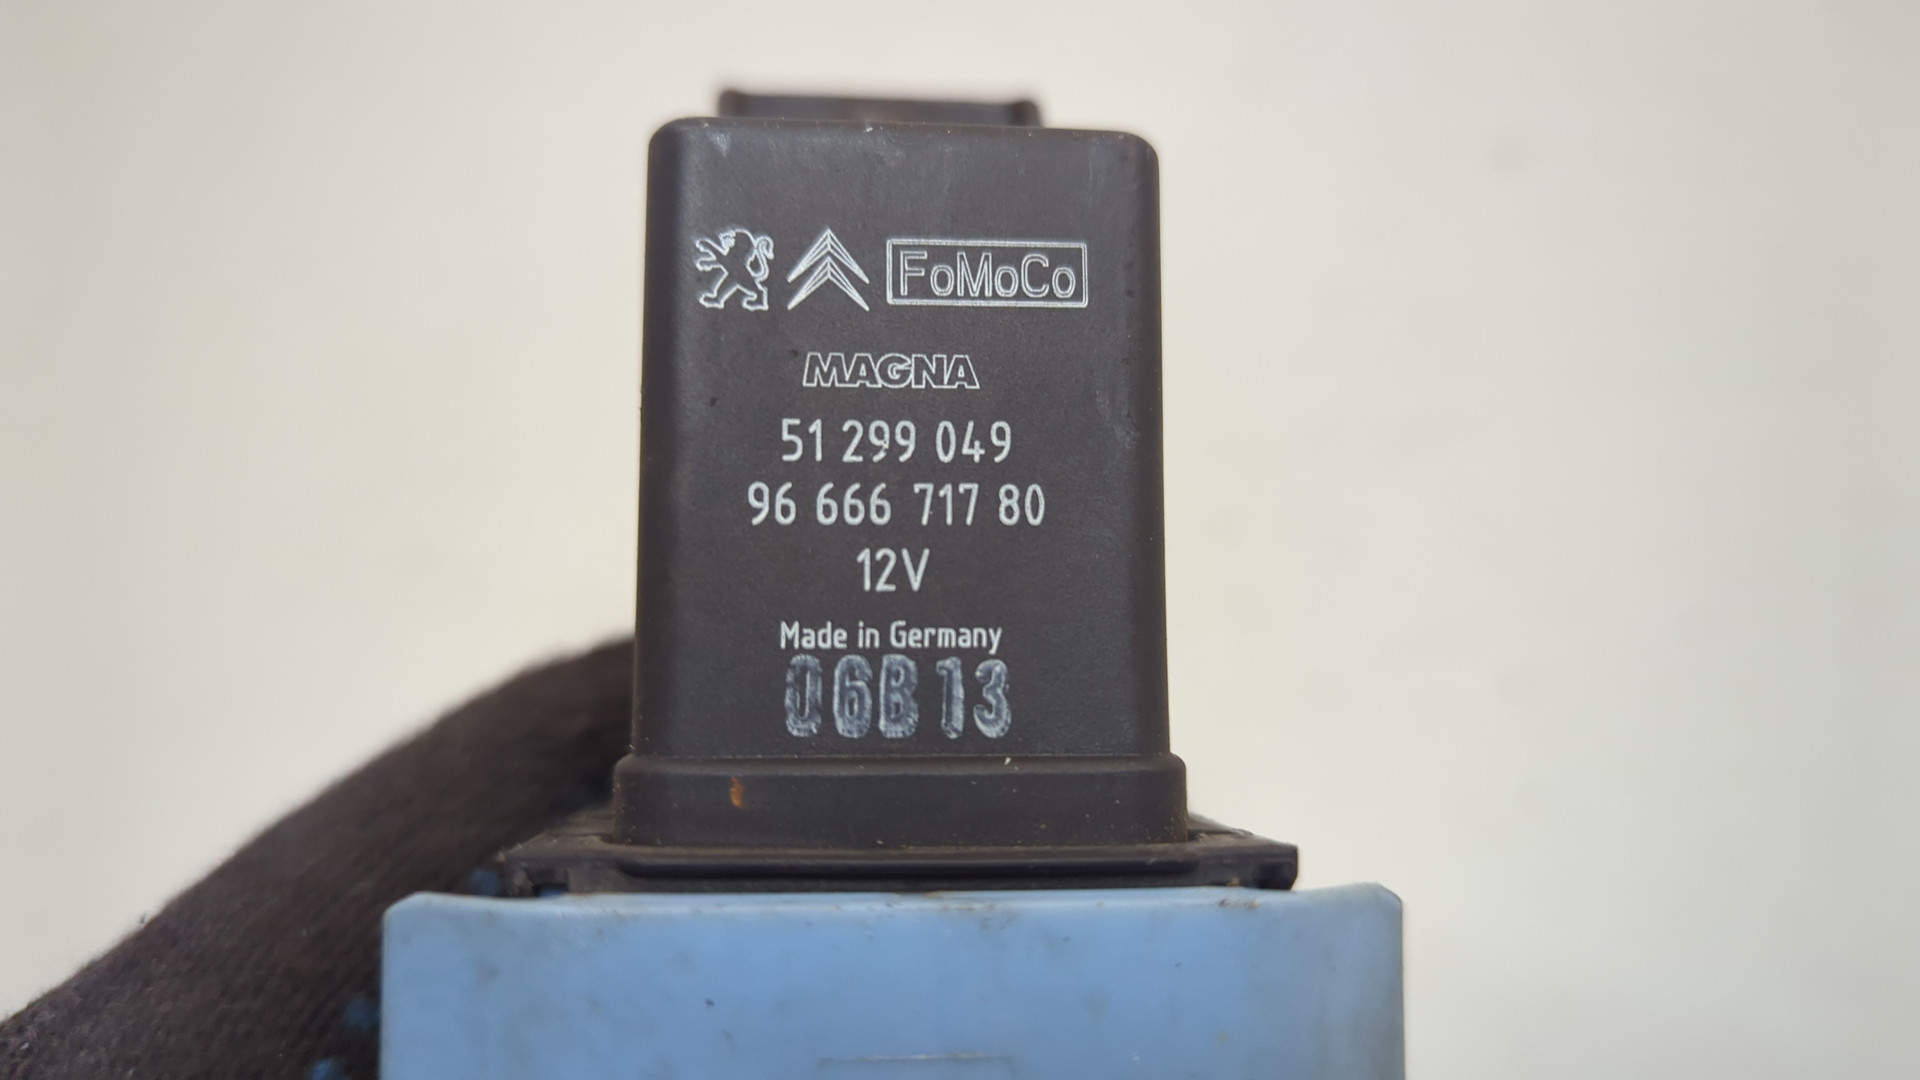 FoMoCo
MAGNA
51 299 049
96 666 717 80
12V
Made in Germany
06B13